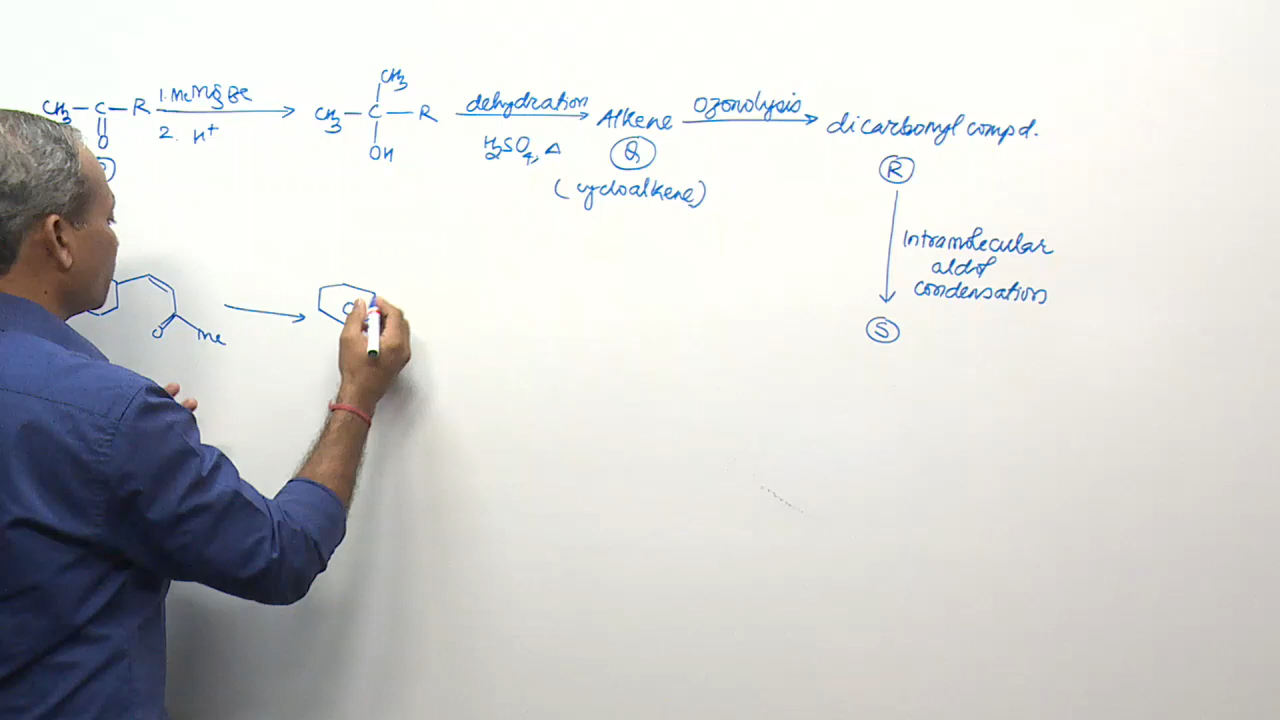 CH3-C-R 1. MeMgBr CH3-C-R dehydration Alkene Ozonolysis dicarbonyl compd.
CH3
O 2. H+ OH H2SO4, Δ Q R
(cycloalkene)
Intramolecular
aldol
condensation
O Me
S